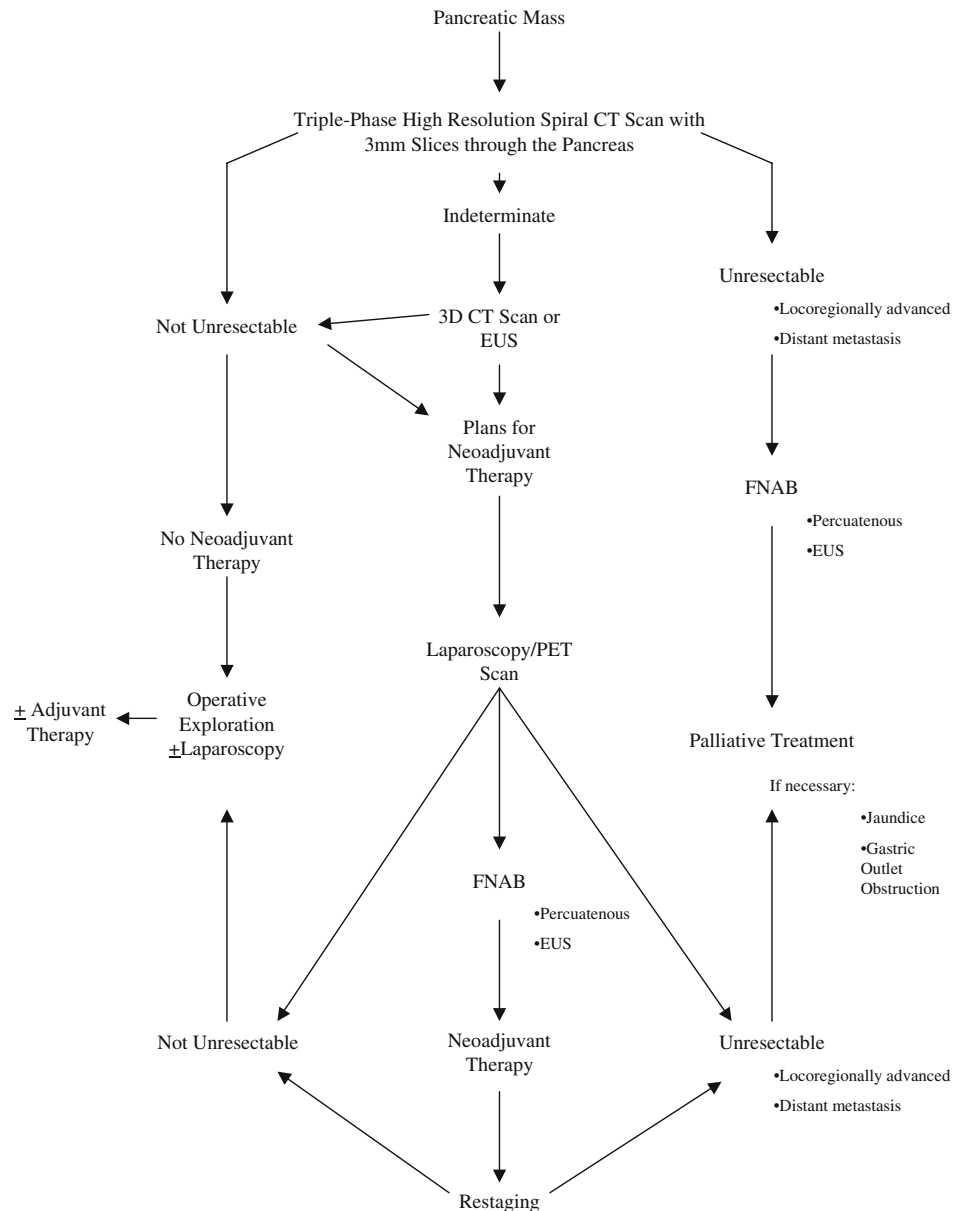 Pancreatic Mass
Triple-Phase High Resolution Spiral CT Scan with
3mm Slices through the Pancreas
Indeterminate
Unresectable
•Locoregionally advanced
•Distant metastasis
Not Unresectable
3D CT Scan or
EUS
Plans for
Neoadjuvant
Therapy
FNAB
•Percuatenous
•EUS
No Neoadjuvant
Therapy
Laparoscopy/PET
Scan
± Adjuvant
Therapy
Operative
Exploration
±Laparoscopy
Palliative Treatment
If necessary:
•Jaundice
•Gastric
Outlet
Obstruction
FNAB
•Percuatenous
•EUS
Not Unresectable
Neoadjuvant
Therapy
Unresectable
•Locoregionally advanced
•Distant metastasis
Restaging